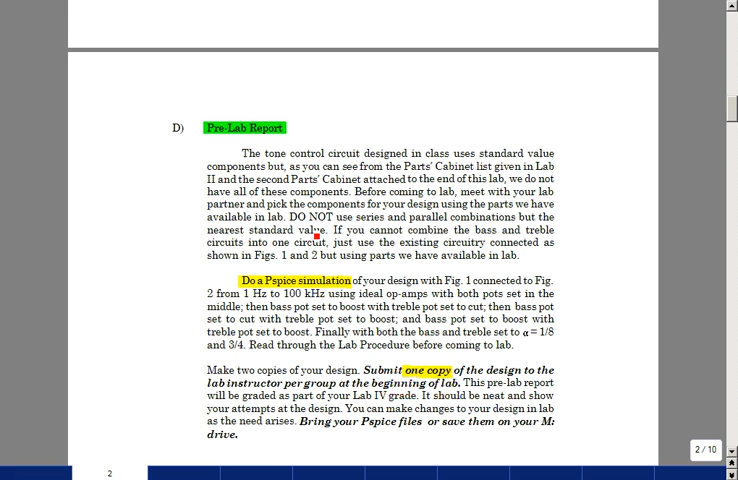 D) Pre-Lab Report
The tone control circuit designed in class uses standard value
components but, as you can see from the Parts' Cabinet list given in Lab
II and the second Parts' Cabinet attached to the end of this lab, we do not
have all of these components. Before coming to lab, meet with your lab
partner and pick the components for your design using the parts we have
available in lab. DO NOT use series and parallel combinations but the
nearest standard value. If you cannot combine the bass and treble
circuits into one circuit, just use the existing circuitry connected as
shown in Figs. 1 and 2 but using parts we have available in lab.
Do a Pspice simulation of your design with Fig. 1 connected to Fig.
2 from 1 Hz to 100 kHz using ideal op-amps with both pots set in the
middle; then bass pot set to boost with treble pot set to cut; then bass pot
set to cut with treble pot set to boost; and bass pot set to boost with
treble pot set to boost. Finally with both the bass and treble set to α = 1/8
and 3/4. Read through the Lab Procedure before coming to lab.
Make two copies of your design. Submit one copy of the design to the
lab instructor per group at the beginning of lab. This pre-lab report
will be graded as part of your Lab IV grade. It should be neat and show
your attempts at the design. You can make changes to your design in lab
as the need arises. Bring your Pspice files or save them on your M:
drive.
2 / 10
2